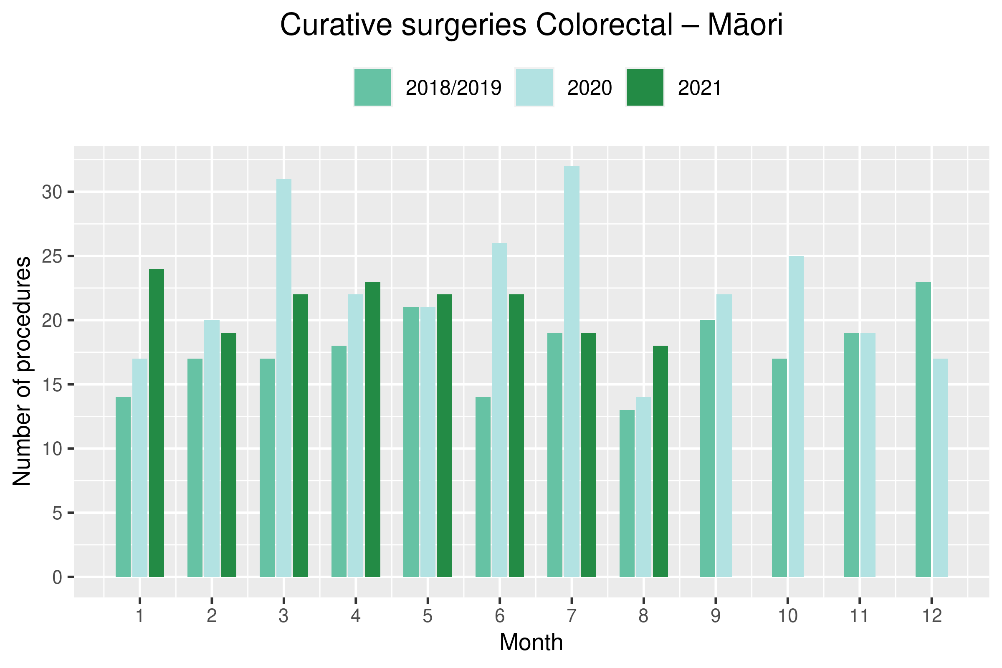 Curative surgeries Colorectal – Māori
2018/2019 2020 2021
Number of procedures
30
25
20
15
10
5
0
1 2 3 4 5 6 7 8 9 10 11 12
Month